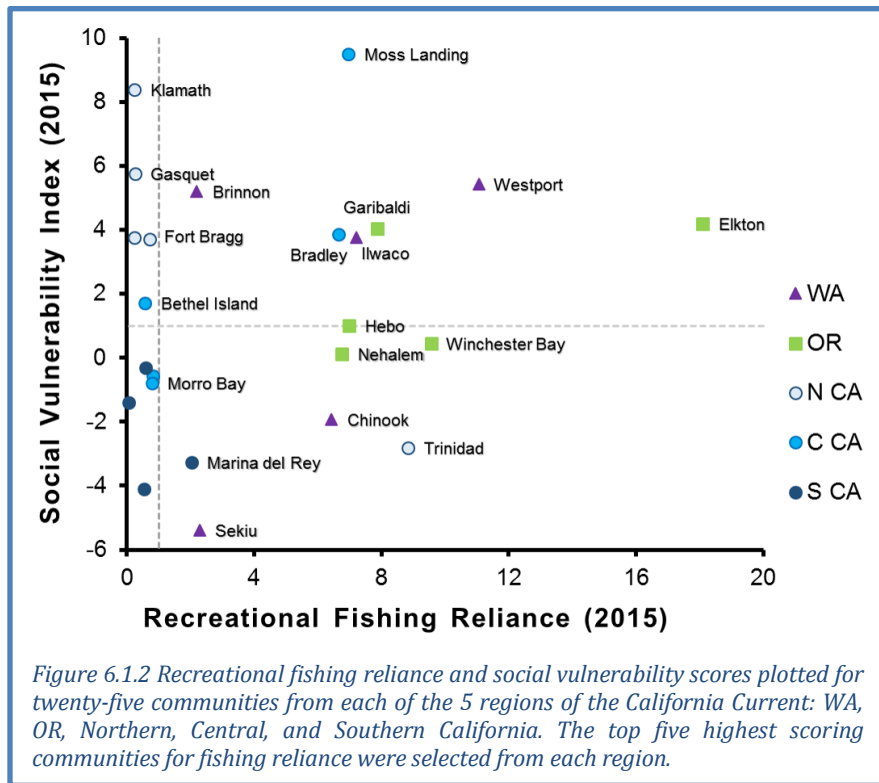 10
8
6
4
2
0
-2
-4
-6
0
4
8
12
16
20
Social Vulnerability Index (2015)
Recreational Fishing Reliance (2015)
Moss Landing
Klamath
Gasquet
Brinnon
Westport
Garibaldi
Elkton
Fort Bragg
Bradley
Ilwaco
Bethel Island
Hebo
Winchester Bay
Nehalem
Morro Bay
Chinook
Trinidad
Marina del Rey
Sekiu
WA
OR
N CA
C CA
S CA
Figure 6.1.2 Recreational fishing reliance and social vulnerability scores plotted for
twenty-five communities from each of the 5 regions of the California Current: WA,
OR, Northern, Central, and Southern California. The top five highest scoring
communities for fishing reliance were selected from each region.